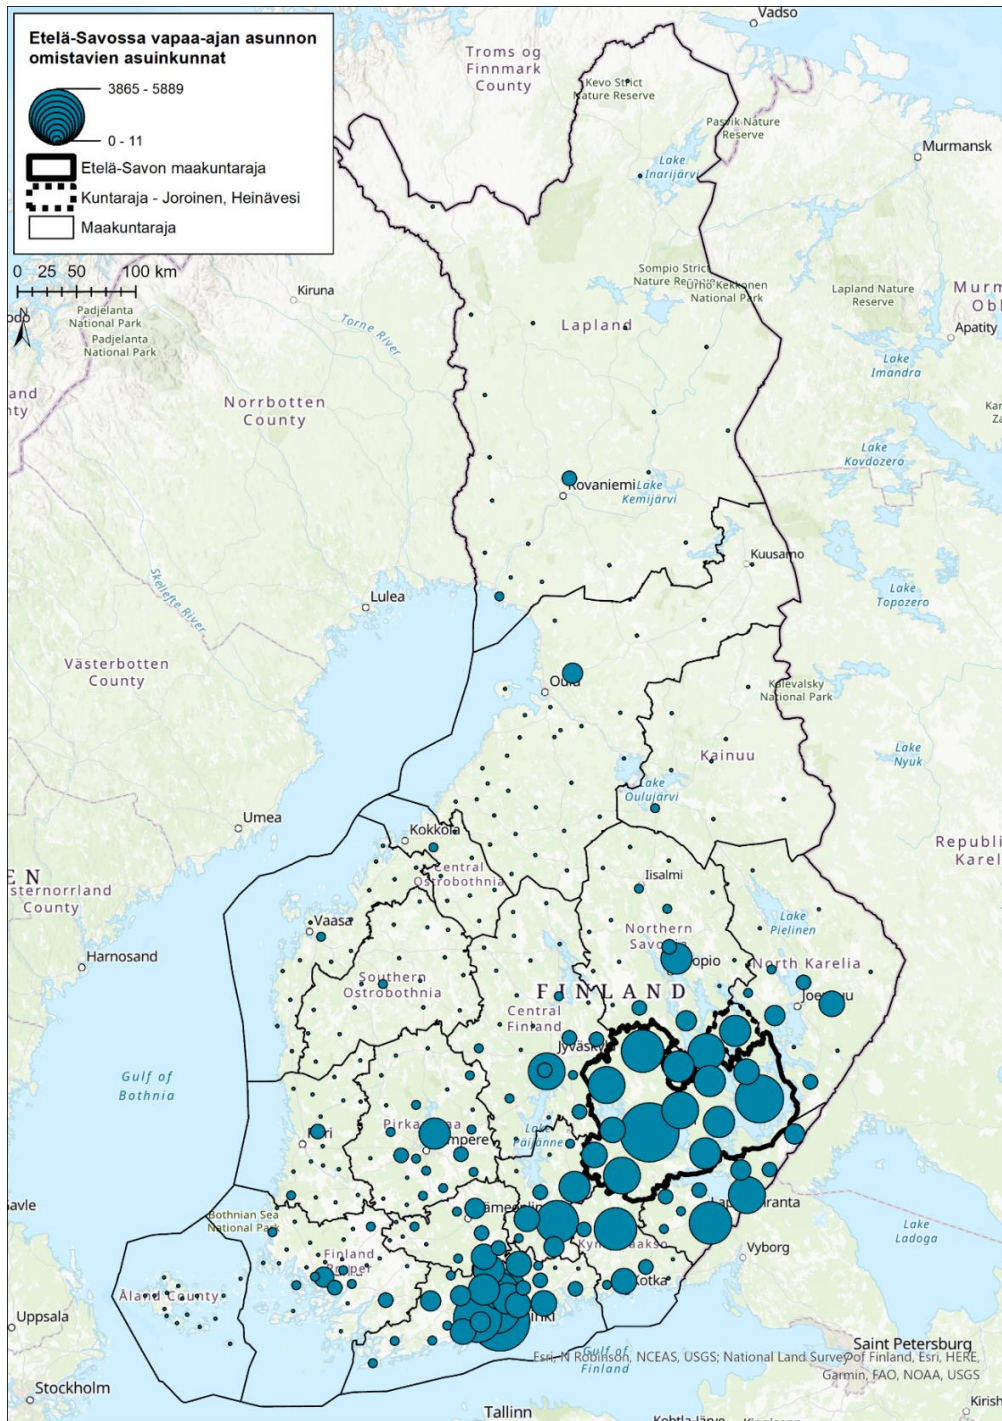 Etelä-Savossa vapaa-ajan asunnon
omistavien asuinkunnat
3865 - 5889
0 - 11
Etelä-Savon maakuntaraja
Kuntaraja - Joroinen, Heinävesi
Maakuntaraja
0 25 50 100 km
N
Vadso
Troms og
Finnmark
County
Kevo Strict
Nature Reserve
Pasvik Nature
Reserve
Murmansk
Lake
Inarijärvi
Kiruna
Padjelanta
National Park
Padjelanta
National Park
Torne River
Sompio Strict
Nature
Urho Kekkonen
National Park
Lapland Nature
Reserve
Lapland
Apatity
Lake
Imandra
Norrbotten
County
Lake
Kovdozero
Rovaniemi
Lake
Kemijärvi
Kuusamo
Lake
Topozero
Skellefte River
Lulea
Västerbotten
County
Oulu
Kalevalsky
National Park
Kainuu
Lake
Nyuk
Lake
Oulujärvi
Umea
Kokkola
Central
Ostrobothnia
Iisalmi
Lake
Pielinen
Vaasa
Northern
Harnosand
Southern
Ostrobothnia
North Karelia
FINLAND
Central
Finland
Gulf of
Bothnia
Lake
Päijänne
Bothnian Sea
National Park
Lake
Ladoga
Vyborg
Finland
Kotka
Åland County
Uppsala
Gulf of
Finland
Saint Petersburg
Esri, N Robinson, NCEAS, USGS; National Land Survey of Finland, Esri, HERE,
Garmin, FAO, NOAA, USGS
Stockholm
Tallinn